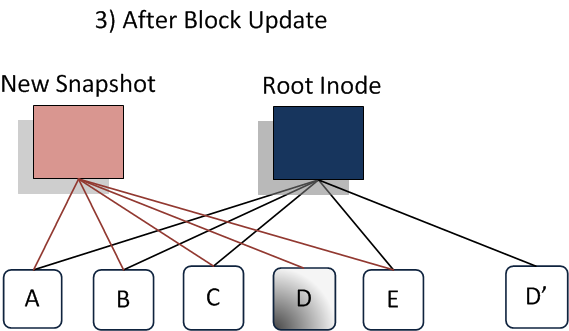 3) After Block Update
New Snapshot
Root Inode
A
B
C
D
E
D’